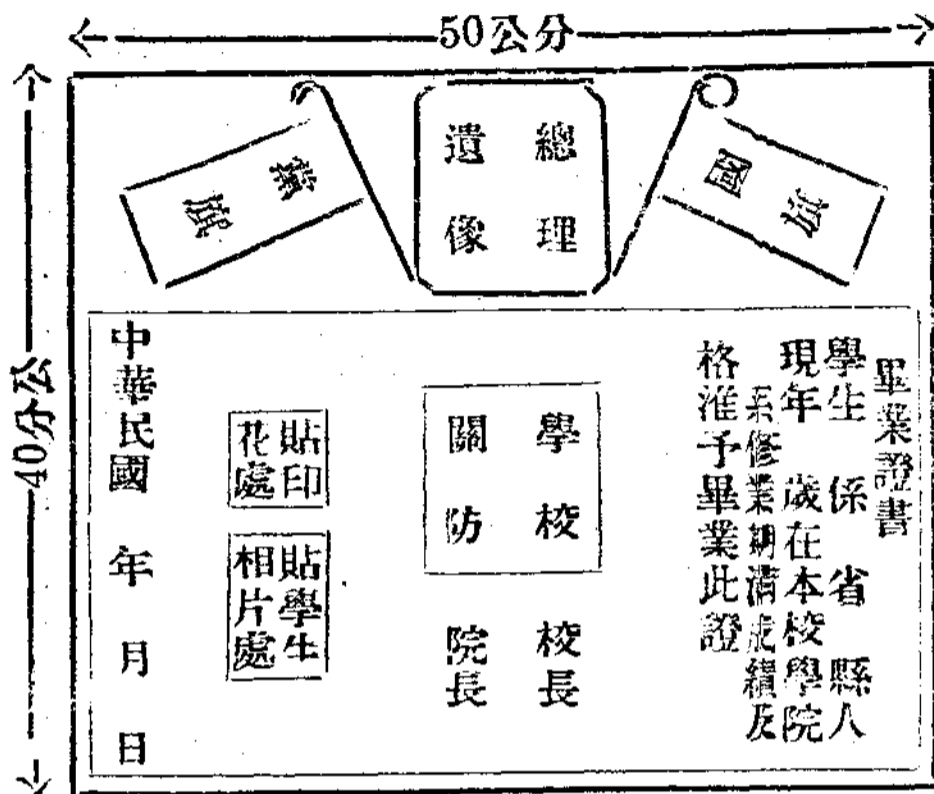 50公分
40分公
總理
遺像
國旗
黨旗
畢業證書
學生 係 省 縣人
現年 歲在本校學院
系修業期滿成績及
格准予畢業此證
學校
關防
校長
院長
貼印
花處
貼學生
相片處
中華民國 年 月 日